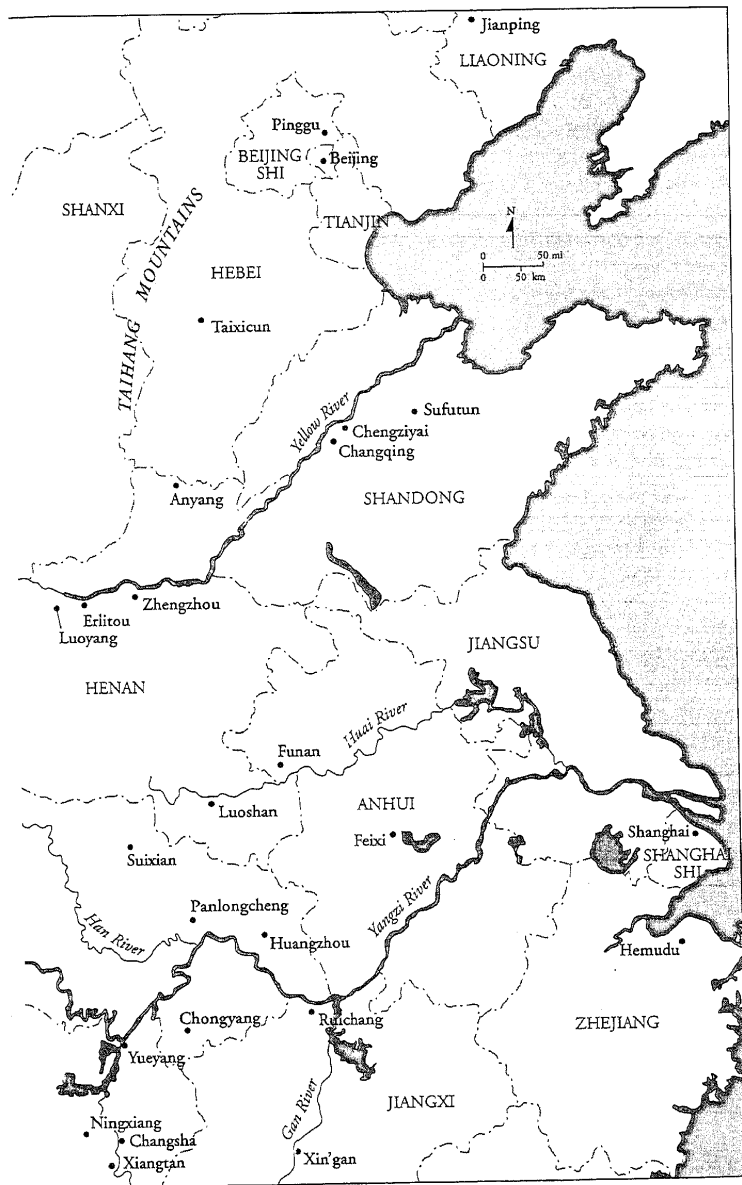 Jianping
LIAONING
Pinggu
BEIJING
SHI
Beijing
SHANXI
TAIHANG MOUNTAINS
TIANJIN
N
0 50 mi
0 50 km
HEBEI
Taixicun
Yellow River
Sufutun
Chengziyai
Changqing
Anyang
SHANDONG
Zhengzhou
Erlitou
Luoyang
JIANGSU
HENAN
Huai River
Funan
Luoshan
ANHUI
Feixi
Shanghai
SHANGHAI
SHI
Suixian
Yangzi River
Panlongcheng
Han River
Huangzhou
Hemudu
Chongyang
Ruichang
ZHEJIANG
Yueyang
Gan River
JIANGXI
Ningxiang
Changsha
Xiangtan
Xin'gan